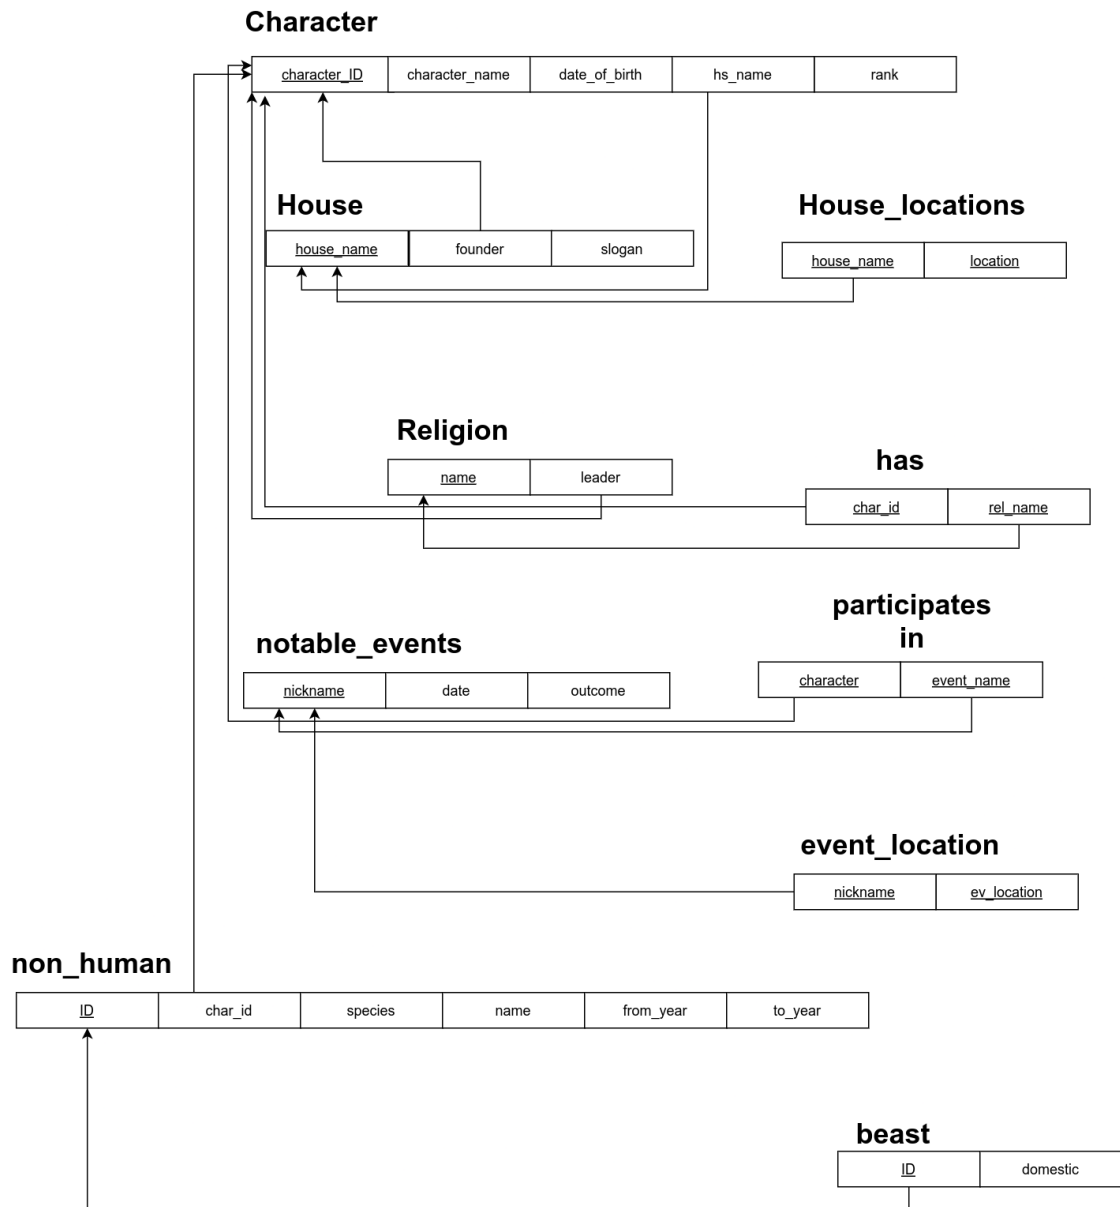 Character
character_ID character_name date_of_birth hs_name rank
House
house_name founder slogan
House_locations
house_name location
Religion
name leader
has
char_id rel_name
participates
in
character event_name
notable_events
nickname date outcome
event_location
nickname ev_location
non_human
ID char_id species name from_year to_year
beast
ID domestic